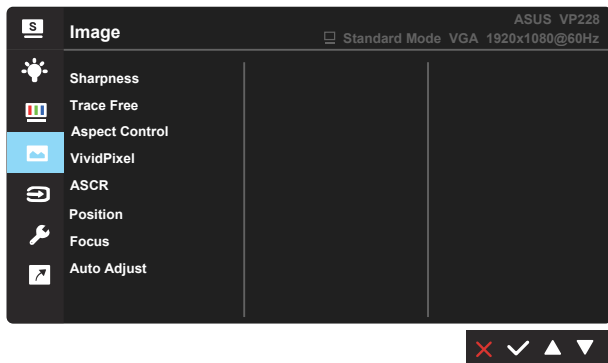 S
Image
ASUS VP228
Standard Mode VGA 1920x1080@60Hz
Sharpness
Trace Free
Aspect Control
VividPixel
ASCR
Position
Focus
Auto Adjust